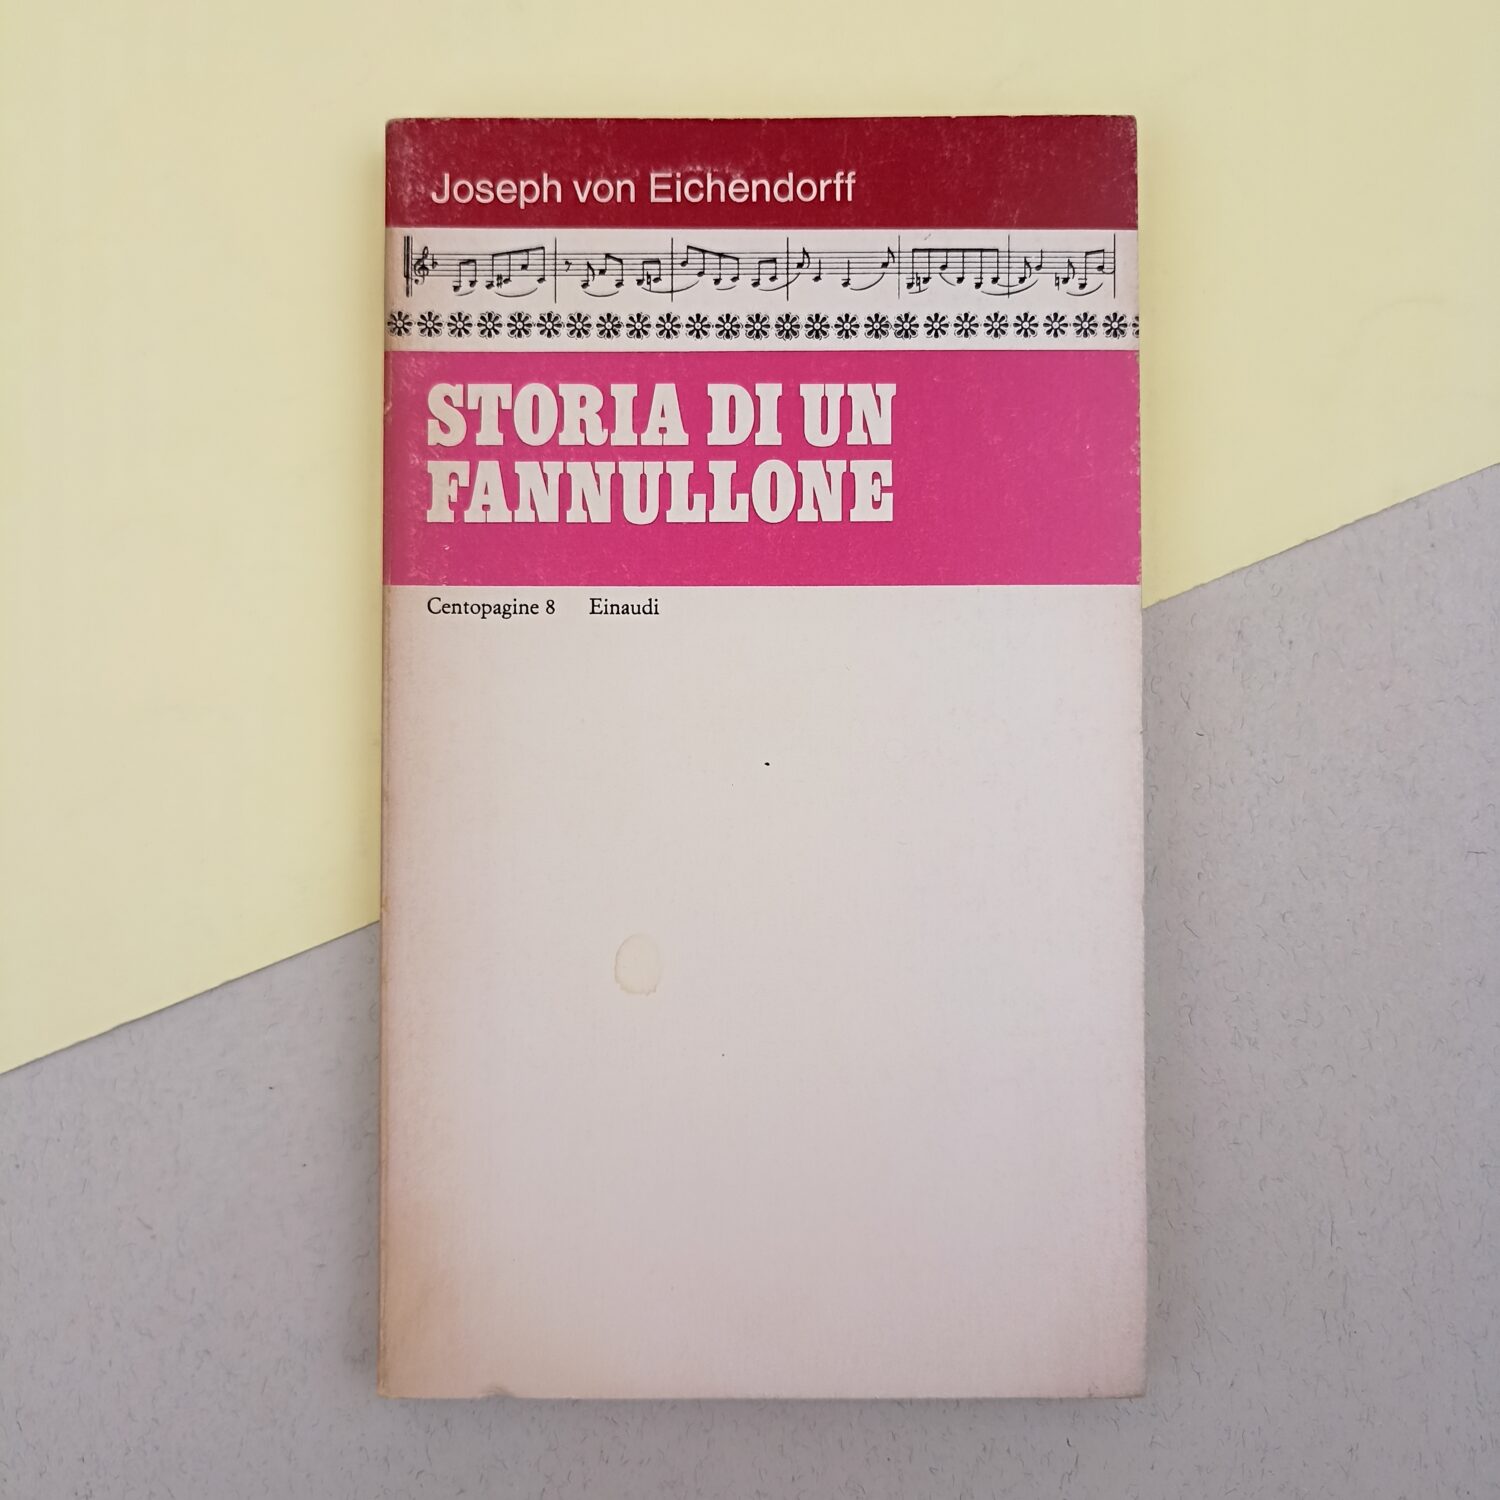 Joseph von Eichendorff
STORIA DI UN
FANNULLONE
Centopagine 8 Einaudi